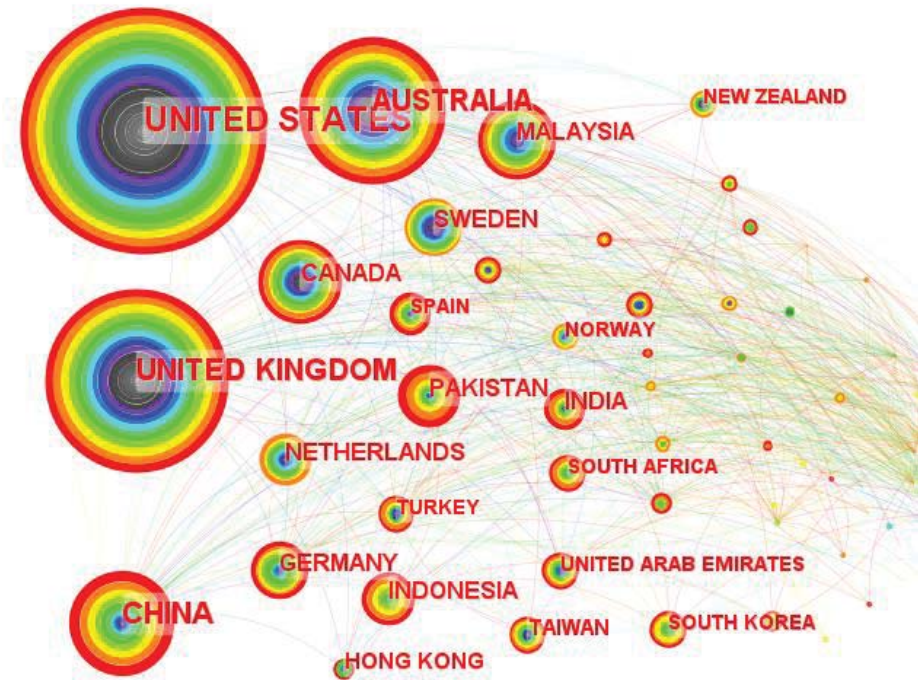 UNITED STATES
AUSTRALIA
MALAYSIA
NEW ZEALAND
SWEDEN
CANADA
SPAIN
NORWAY
UNITED KINGDOM
PAKISTAN
INDIA
NETHERLANDS
SOUTH AFRICA
TURKEY
GERMANY
UNITED ARAB EMIRATES
INDONESIA
CHINA
TAIWAN
SOUTH KOREA
HONG KONG